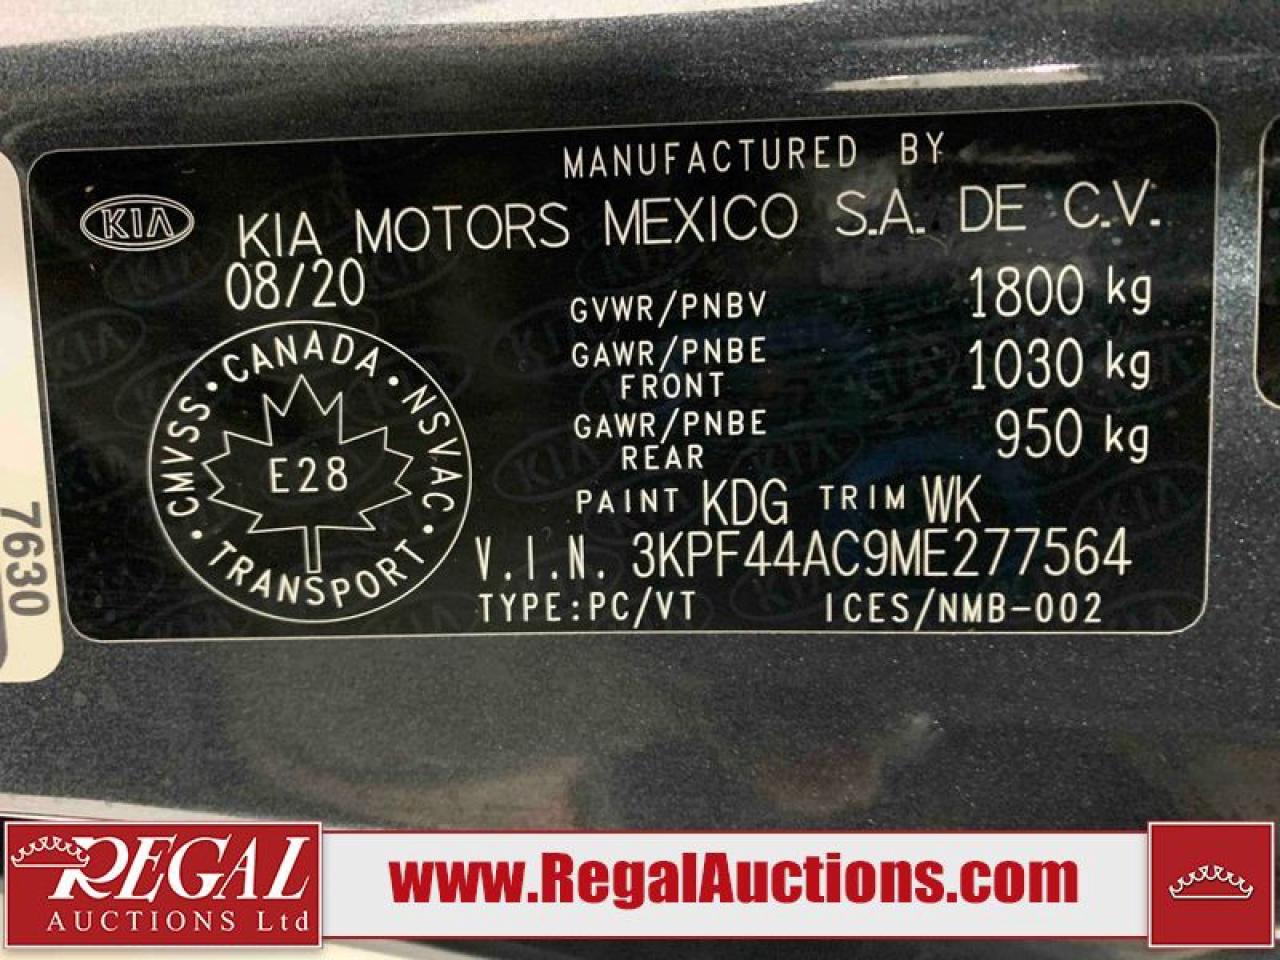 MANUFACTURED BY
KIA
KIA MOTORS MEXICO S.A. DE C.V.
08/20
GVWR/PNBV 1800 kg
GAWR/PNBE FRONT 1030 kg
GAWR/PNBE REAR 950 kg
CMVSS • CANADA • NSVAC • TRANSPORT •
E28
PAINT KDG TRIM WK
V.I.N. 3KPF44AC9ME277564
TYPE:PC/VT ICES/NMB-002
7630
REGAL
AUCTIONS Ltd
www.RegalAuctions.com